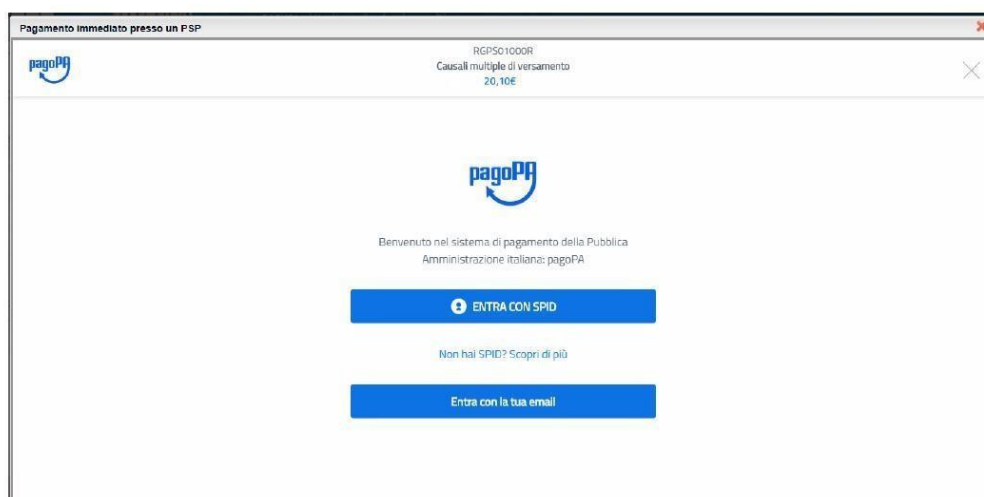 Pagamento immediato presso un PSP
pagoPA
RGPS01000R
Causali multiple di versamento
20,10€
pagoPA
Benvenuto nel sistema di pagamento della Pubblica
Amministrazione italiana: pagoPA
ENTRA CON SPID
Non hai SPID? Scopri di più
Entra con la tua email